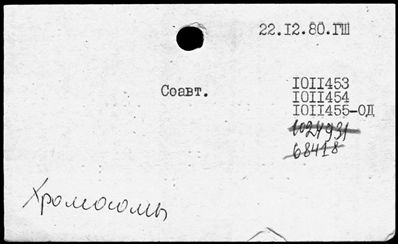 22.12.80.ГШ
Соавт.
IOII453
IOII454
IOII455-ОД
1024931
68418
Хромосомы